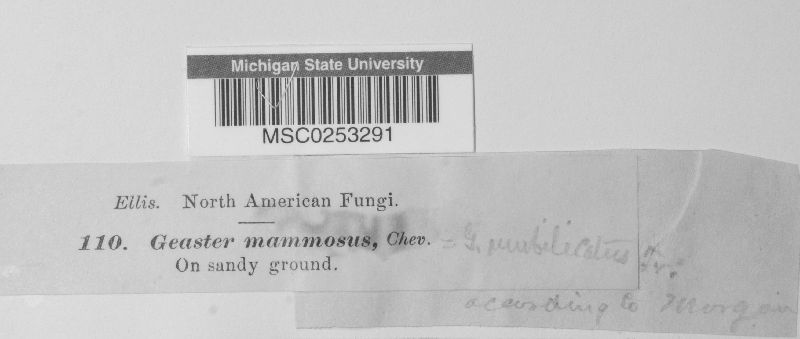 Michigan State University
MSC0253291
Ellis. North American Fungi.
110. Geaster mammosus, Chev. = G. umbilicatus Fr.
On sandy ground.
according to Morgan